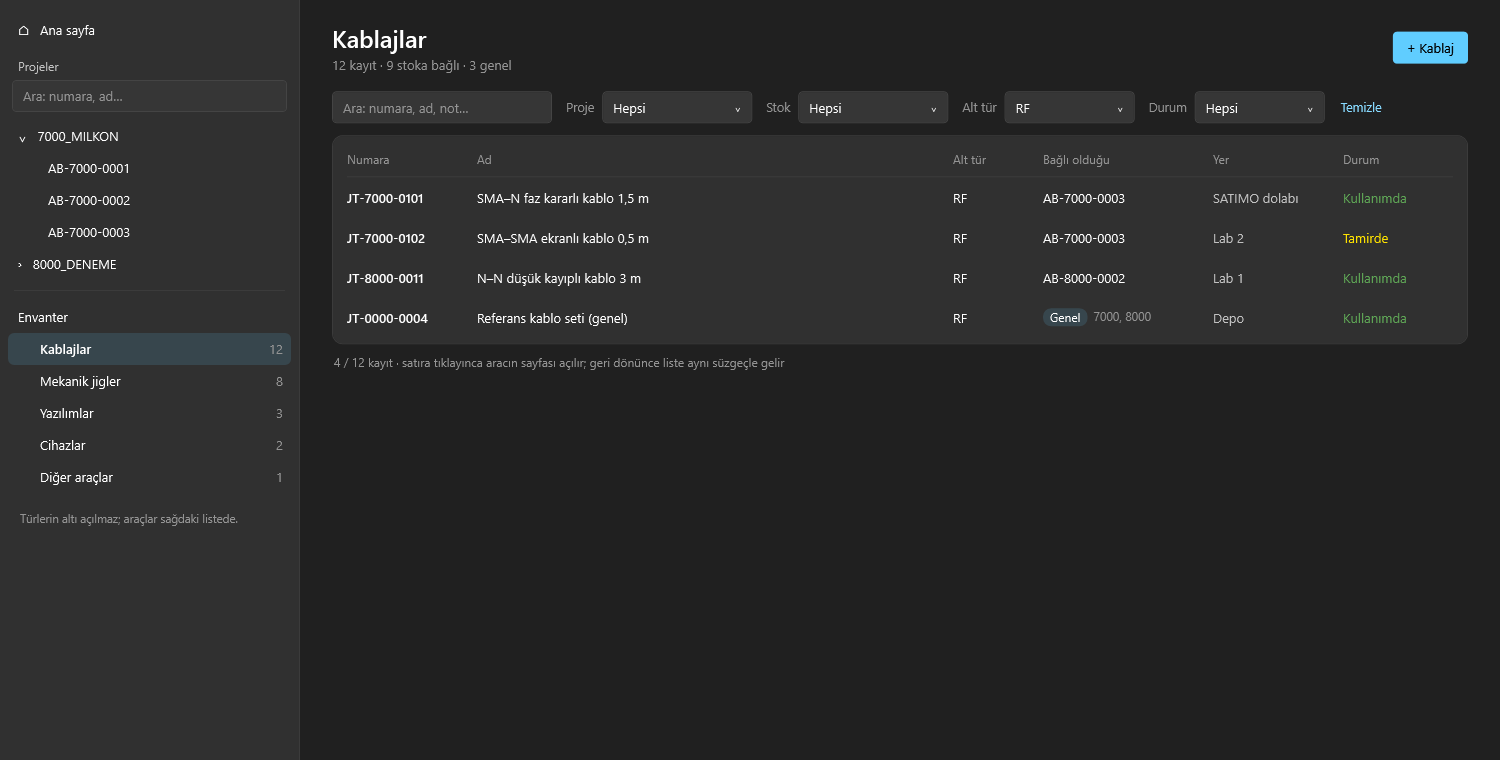 Ana sayfa
Projeler
Ara: numara, ad...
7000_MILKON
AB-7000-0001
AB-7000-0002
AB-7000-0003
8000_DENEME
Envanter
Kablajlar 12
Mekanik jigler 8
Yazılımlar 3
Cihazlar 2
Diğer araçlar 1
Türlerin altı açılmaz; araçlar sağdaki listede.
Kablajlar
12 kayıt · 9 stoka bağlı · 3 genel
+ Kablaj
Ara: numara, ad, not... Proje Hepsi Stok Hepsi Alt tür RF Durum Hepsi Temizle
Numara Ad Alt tür Bağlı olduğu Yer Durum
JT-7000-0101 SMA–N faz kararlı kablo 1,5 m RF AB-7000-0003 SATIMO dolabı Kullanımda
JT-7000-0102 SMA–SMA ekranlı kablo 0,5 m RF AB-7000-0003 Lab 2 Tamirde
JT-8000-0011 N–N düşük kayıplı kablo 3 m RF AB-8000-0002 Lab 1 Kullanımda
JT-0000-0004 Referans kablo seti (genel) RF Genel 7000, 8000 Depo Kullanımda
4 / 12 kayıt · satıra tıklayınca aracın sayfası açılır; geri dönünce liste aynı süzgeçle gelir